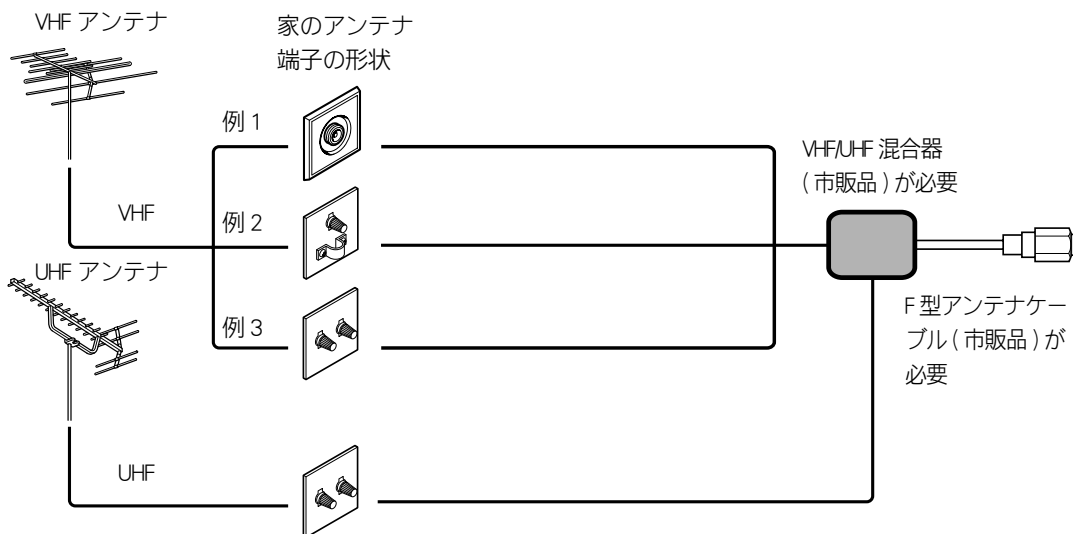 VHF アンテナ
家のアンテナ
端子の形状
例 1
VHF/UHF 混合器
( 市販品 ) が必要
VHF
例 2
UHF アンテナ
例 3
F 型アンテナケー
ブル ( 市販品 ) が
必要
UHF